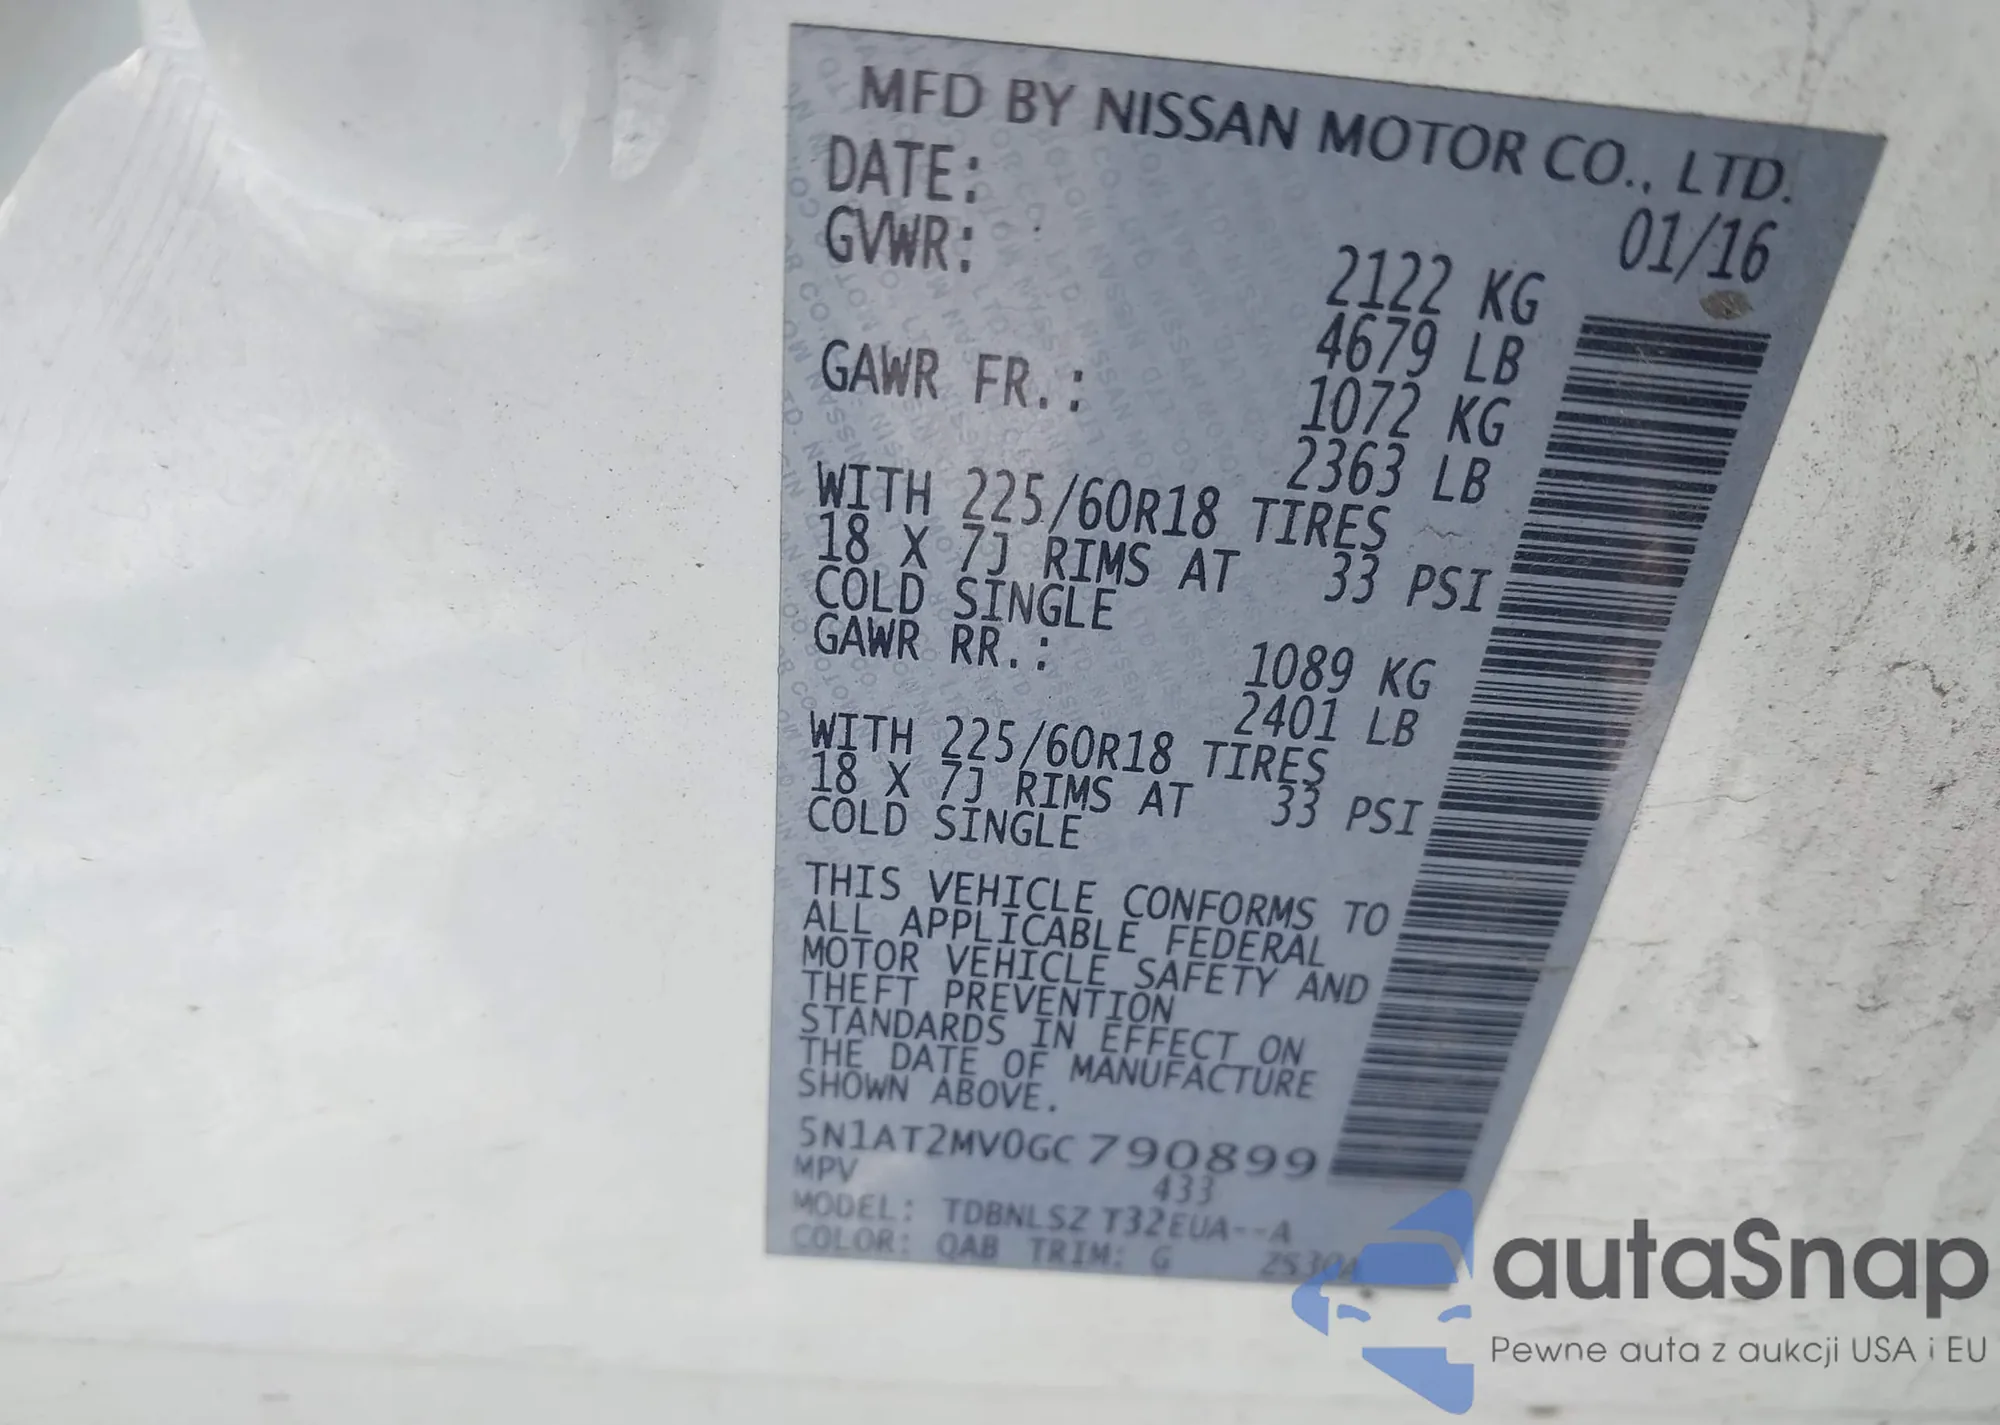 MFD BY NISSAN MOTOR CO., LTD.
DATE: 01/16
GVWR: 2122 KG
4679 LB
GAWR FR.: 1072 KG
2363 LB
WITH 225/60R18 TIRES
18 X 7J RIMS AT 33 PSI
COLD SINGLE
GAWR RR.: 1089 KG
2401 LB
WITH 225/60R18 TIRES
18 X 7J RIMS AT 33 PSI
COLD SINGLE
THIS VEHICLE CONFORMS TO
ALL APPLICABLE FEDERAL
MOTOR VEHICLE SAFETY AND
THEFT PREVENTION
STANDARDS IN EFFECT ON
THE DATE OF MANUFACTURE
SHOWN ABOVE.
5N1AT2MV0GC790899
MPV 433
MODEL: TDBNLSZ T32EUA--A
COLOR: QAB TRIM: G
autaSnap
Pewne auta z aukcji USA i EU